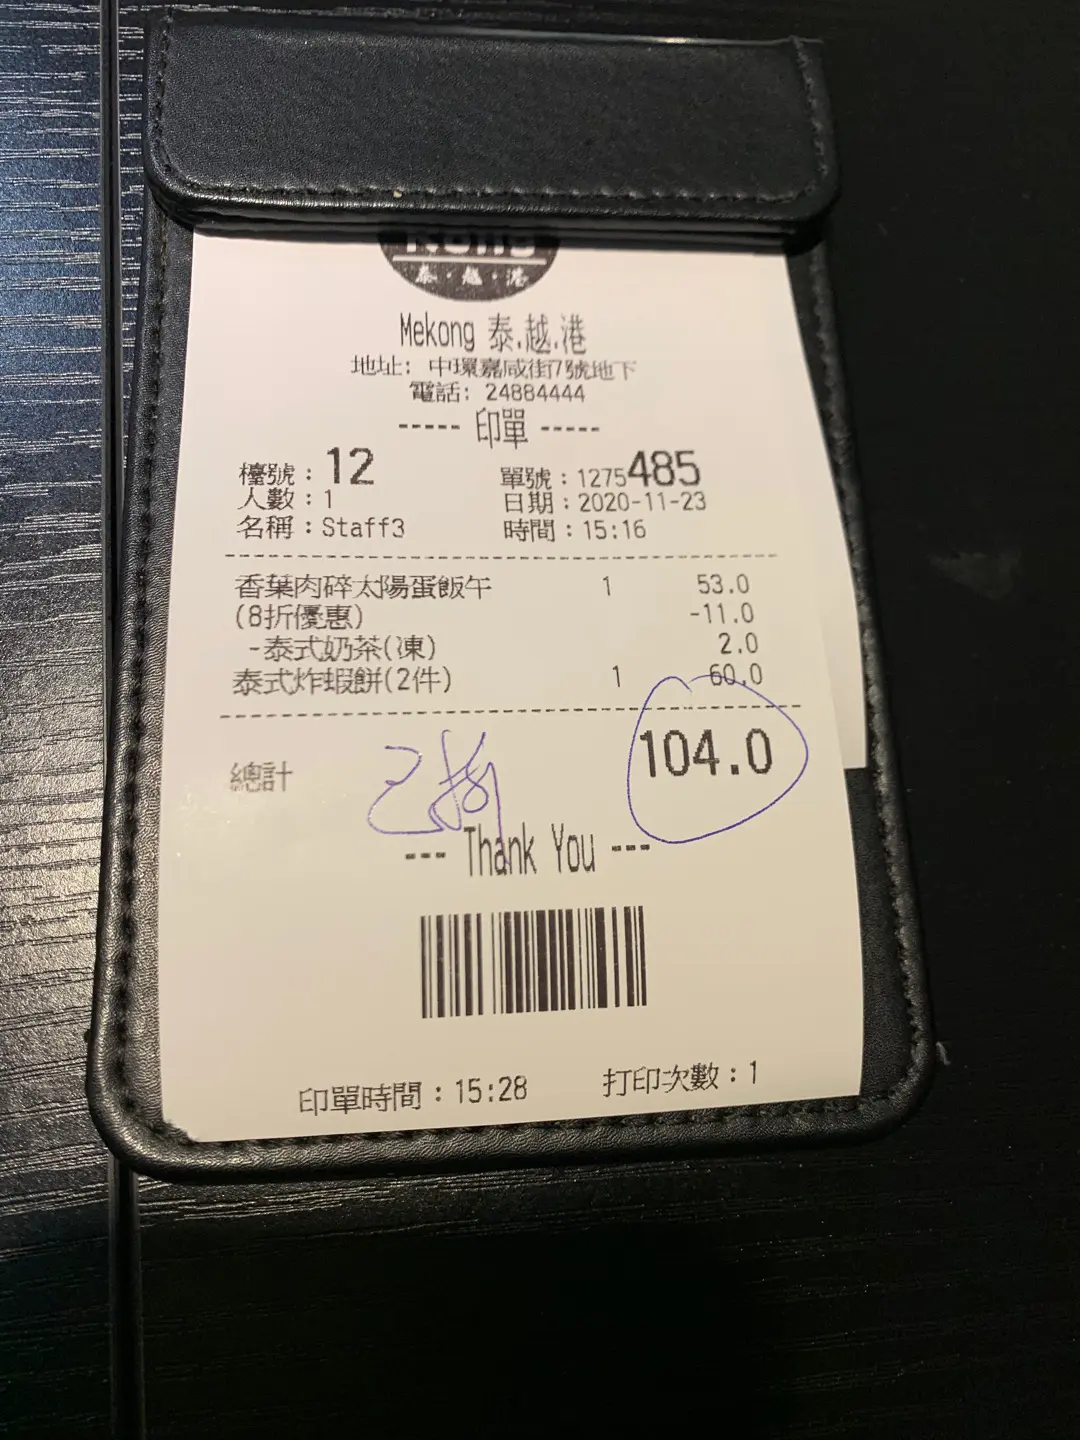 泰·越·港
Mekong 泰.越.港
地址: 中環嘉咸街7號地下
電話: 24884444
----- 印單 -----
檯號：12 單號：1275485
人數：1 日期：2020-11-23
名稱：Staff3 時間：15:16
香葉肉碎太陽蛋飯午 1 53.0
(8折優惠) -11.0
-泰式奶茶(凍) 2.0
泰式炸蝦餅(2件) 1 60.0
總計 104.0
--- Thank You ---
印單時間：15:28 打印次數：1